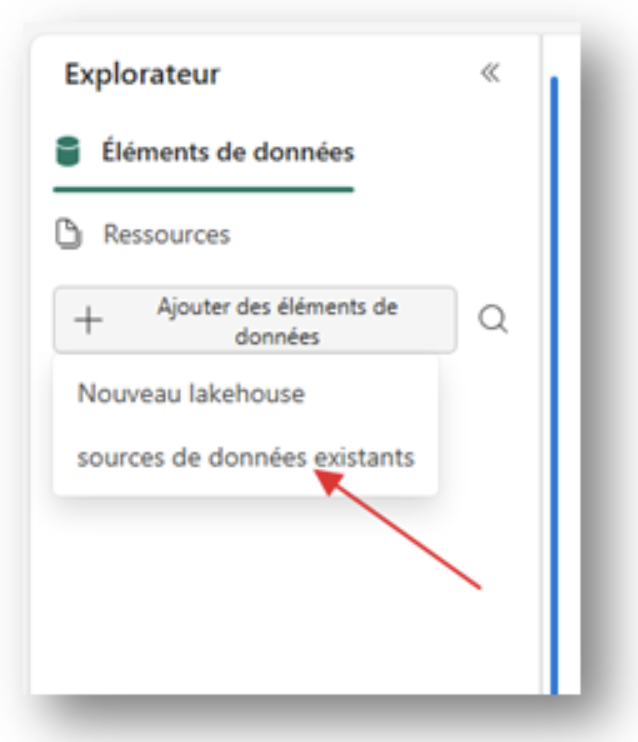 Explorateur
Éléments de données
Ressources
Ajouter des éléments de
données
Nouveau lakehouse
sources de données existants